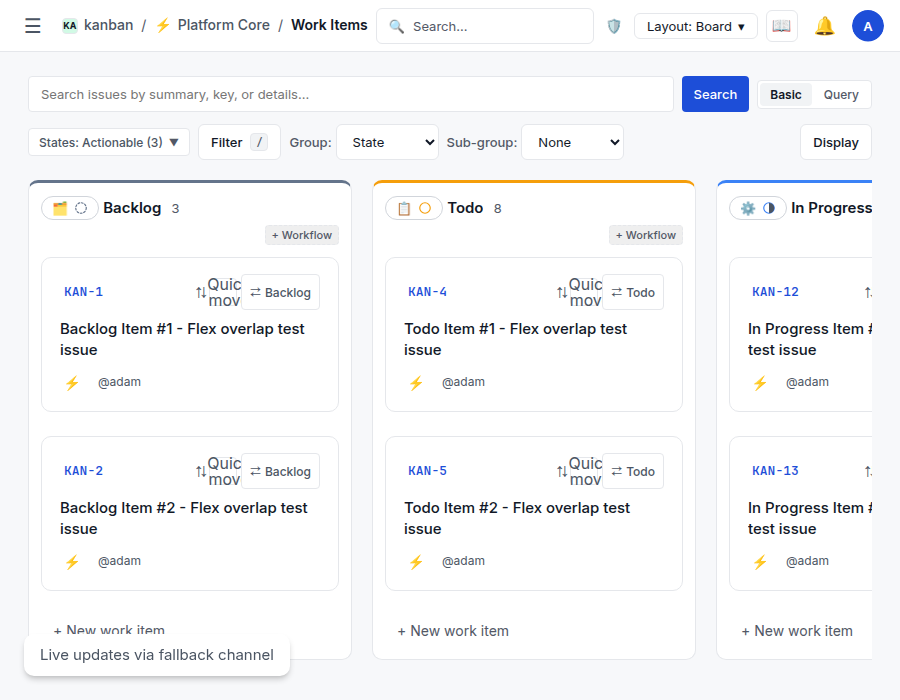 ☰ KA kanban / ⚡ Platform Core / Work Items 🔍 Search... 🛡️ Layout: Board ▾ 📖 🔔 A
Search issues by summary, key, or details... Search Basic Query
States: Actionable (3) ▼ Filter / Group: State Sub-group: None Display
Backlog 3
+ Workflow
KAN-1 ⇅ Quic
mov
⇄ Backlog
Backlog Item #1 - Flex overlap test
issue
⚡ @adam
KAN-2 ⇅ Quic
mov
⇄ Backlog
Backlog Item #2 - Flex overlap test
issue
⚡ @adam
+ New work item
Todo 8
+ Workflow
KAN-4 ⇅ Quic
mov
⇄ Todo
Todo Item #1 - Flex overlap test
issue
⚡ @adam
KAN-5 ⇅ Quic
mov
⇄ Todo
Todo Item #2 - Flex overlap test
issue
⚡ @adam
+ New work item
In Progress
KAN-12
In Progress Item #
test issue
⚡ @adam
KAN-13
In Progress Item #
test issue
⚡ @adam
+ New work item
Live updates via fallback channel